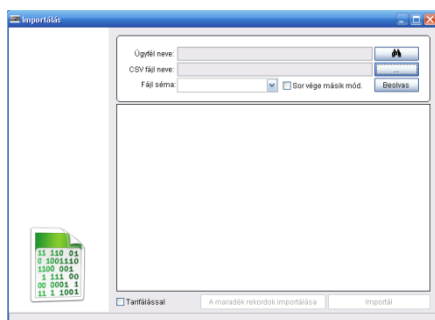 Importálás
Ügyfél neve:
CSV fájl neve: ...
Fájl séma: Sor vége másik mód. Beolvas
11 110 01
0 1001110
1100 001
1 111 00
00 0001 1
11 1 1001
Tarifálással A maradék rekordok importálása Importál